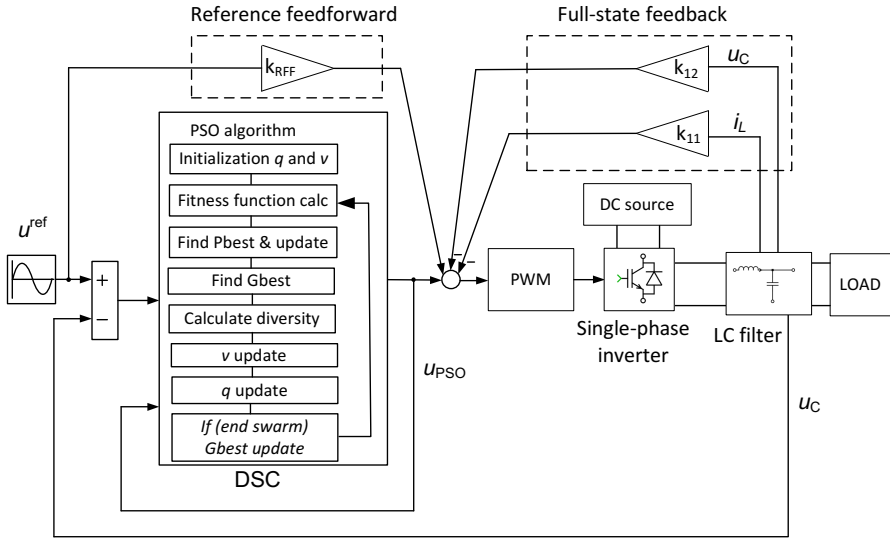 Reference feedforward
Full-state feedback
k_RFF
k_12
u_C
k_11
i_L
PSO algorithm
Initialization q and v
Fitness function calc
Find Pbest & update
Find Gbest
Calculate diversity
v update
q update
If (end swarm)
Gbest update
DSC
u^ref
+
−
u_PSO
−
−
PWM
DC source
Single-phase
inverter
LC filter
LOAD
u_C